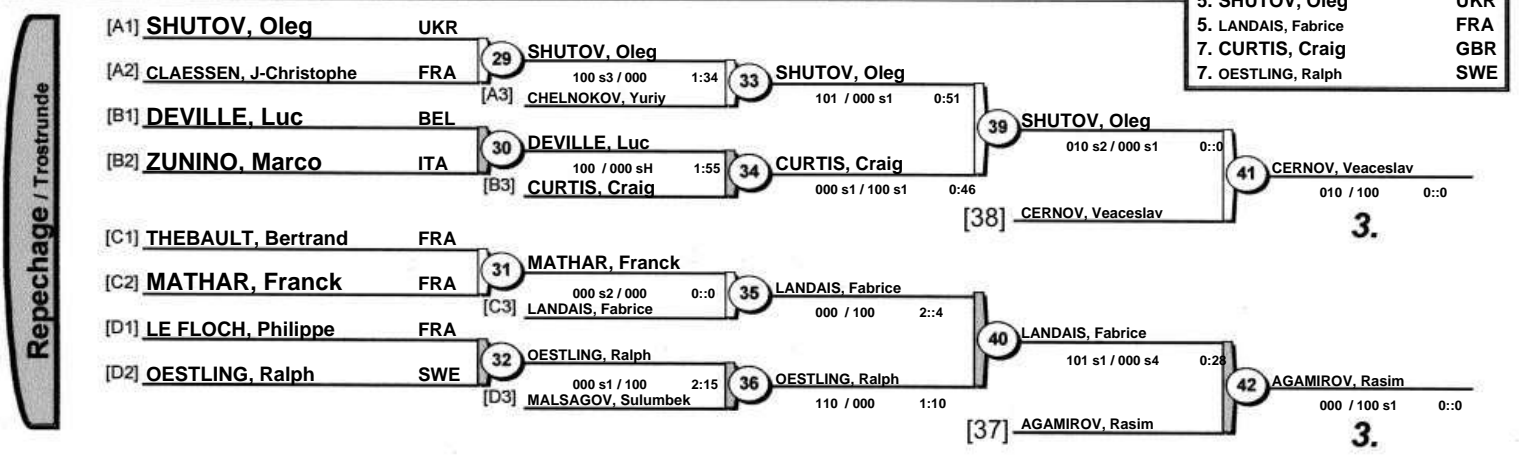 5. SHUTOV, Oleg UKR
5. LANDAIS, Fabrice FRA
7. CURTIS, Craig GBR
7. OESTLING, Ralph SWE
Repechage / Trostrunde
[A1] SHUTOV, Oleg UKR
[A2] CLAESSEN, J-Christophe FRA
29
SHUTOV, Oleg
100 s3 / 000 1:34
[A3] CHELNOKOV, Yuriy
33
SHUTOV, Oleg
101 / 000 s1 0:51
[B1] DEVILLE, Luc BEL
[B2] ZUNINO, Marco ITA
30
DEVILLE, Luc
100 / 000 sH 1:55
[B3] CURTIS, Craig
34
CURTIS, Craig
000 s1 / 100 s1 0:46
39
SHUTOV, Oleg
010 s2 / 000 s1 0::0
[38] CERNOV, Veaceslav
41
CERNOV, Veaceslav
010 / 100 0::0
3.
[C1] THEBAULT, Bertrand FRA
[C2] MATHAR, Franck FRA
31
MATHAR, Franck
000 s2 / 000 0::0
[C3] LANDAIS, Fabrice
35
LANDAIS, Fabrice
000 / 100 2::4
[D1] LE FLOCH, Philippe FRA
[D2] OESTLING, Ralph SWE
32
OESTLING, Ralph
000 s1 / 100 2:15
[D3] MALSAGOV, Sulumbek
36
OESTLING, Ralph
110 / 000 1:10
40
LANDAIS, Fabrice
101 s1 / 000 s4 0:28
[37] AGAMIROV, Rasim
42
AGAMIROV, Rasim
000 / 100 s1 0::0
3.